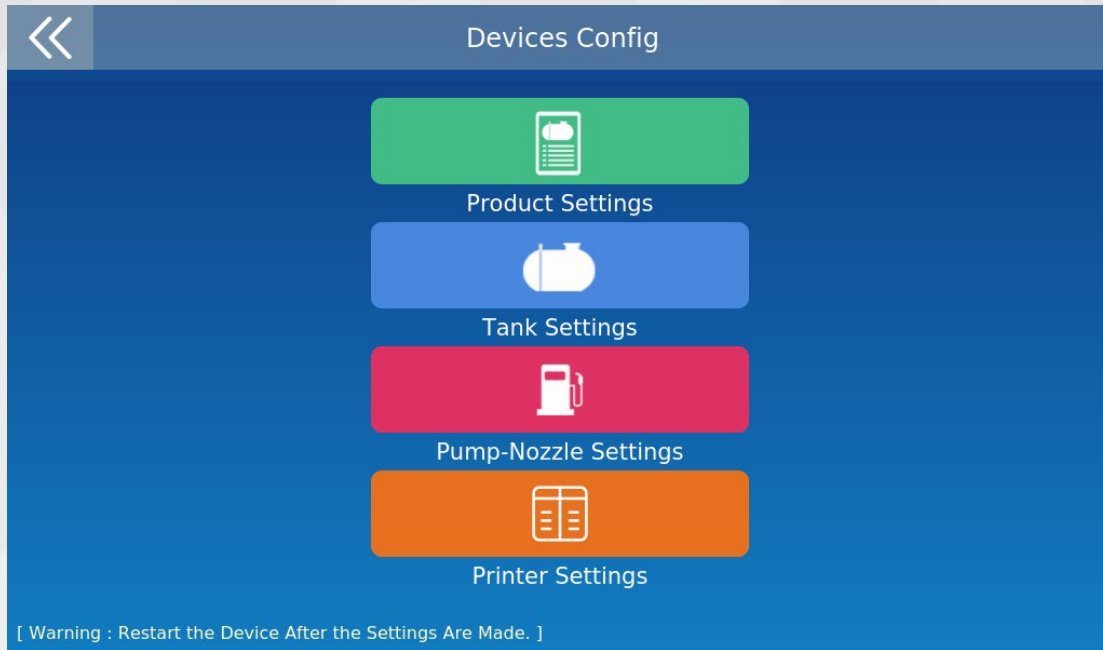 Devices Config
Product Settings
Tank Settings
Pump-Nozzle Settings
Printer Settings
[ Warning : Restart the Device After the Settings Are Made. ]